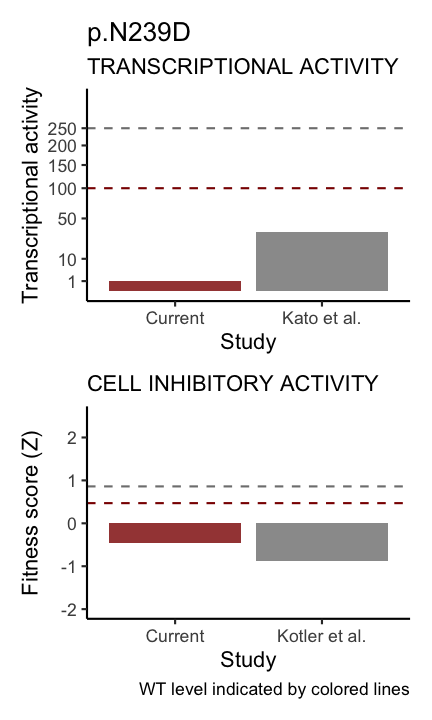 p.N239D
TRANSCRIPTIONAL ACTIVITY
Transcriptional activity
250
200
150
100
50
10
1
Current
Kato et al.
Study
CELL INHIBITORY ACTIVITY
Fitness score (Z)
2
1
0
-1
-2
Current
Kotler et al.
Study
WT level indicated by colored lines